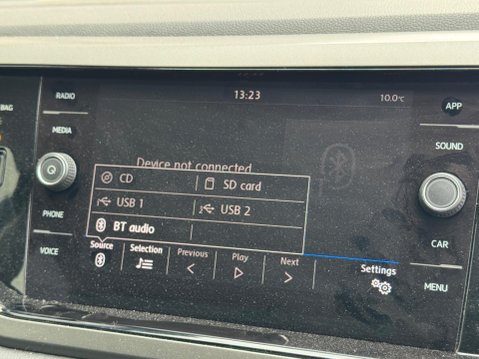 BAG
RADIO
13:23
10.0°C
APP
MEDIA
SOUND
Device not connected
CD
SD card
USB 1
USB 2
BT audio
PHONE
VOICE
Source
Selection
Previous
Play
Next
Settings
CAR
MENU